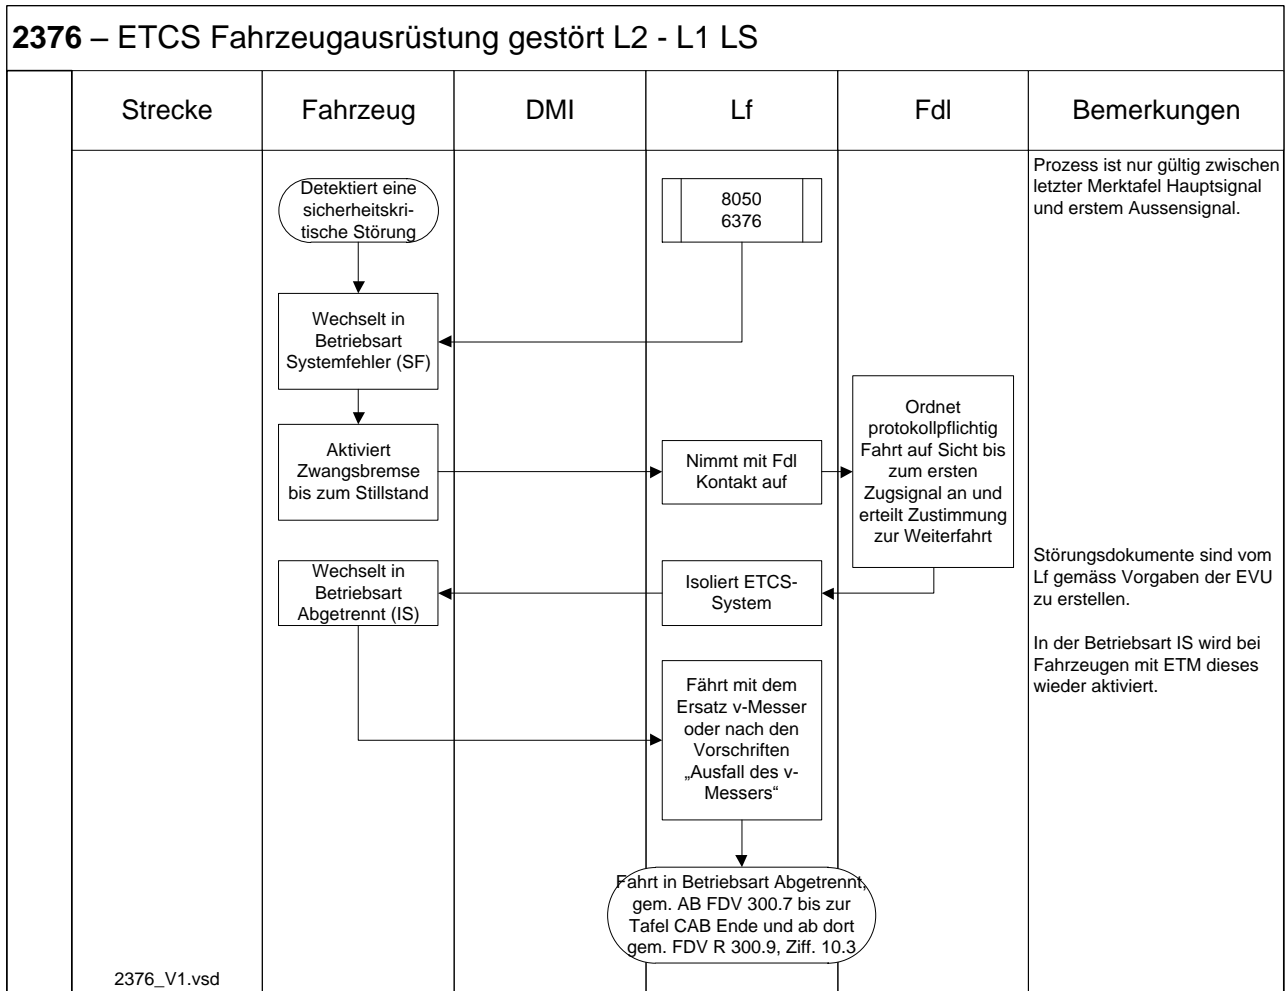 2376 – ETCS Fahrzeugausrüstung gestört L2 - L1 LS
Strecke
Fahrzeug
DMI
Lf
Fdl
Bemerkungen
Detektiert eine
sicherheitskri-
tische Störung
8050
6376
Prozess ist nur gültig zwischen
letzter Merktafel Hauptsignal
und erstem Aussensignal.
Wechselt in
Betriebsart
Systemfehler (SF)
Aktiviert
Zwangsbremse
bis zum Stillstand
Nimmt mit Fdl
Kontakt auf
Ordnet
protokollpflichtig
Fahrt auf Sicht bis
zum ersten
Zugsignal an und
erteilt Zustimmung
zur Weiterfahrt
Wechselt in
Betriebsart
Abgetrennt (IS)
Isoliert ETCS-
System
Störungsdokumente sind vom
Lf gemäss Vorgaben der EVU
zu erstellen.
In der Betriebsart IS wird bei
Fahrzeugen mit ETM dieses
wieder aktiviert.
Fährt mit dem
Ersatz v-Messer
oder nach den
Vorschriften
„Ausfall des v-
Messers“
Fahrt in Betriebsart Abgetrennt,
gem. AB FDV 300.7 bis zur
Tafel CAB Ende und ab dort
gem. FDV R 300.9, Ziff. 10.3
2376_V1.vsd